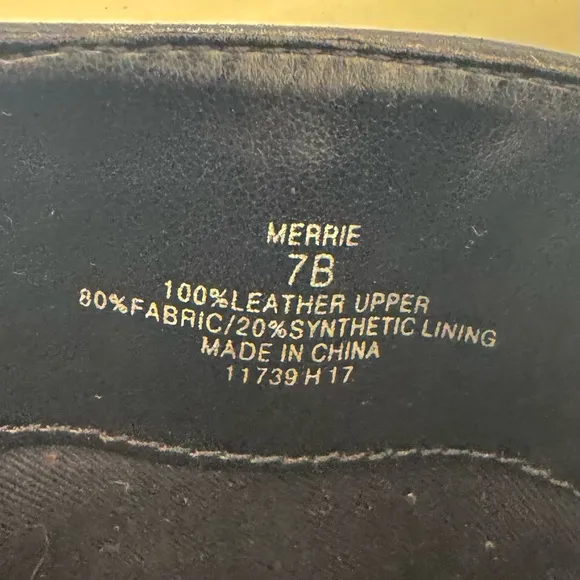 MERRIE
7B
100%LEATHER UPPER
80%FABRIC/20%SYNTHETIC LINING
MADE IN CHINA
11739 H 17